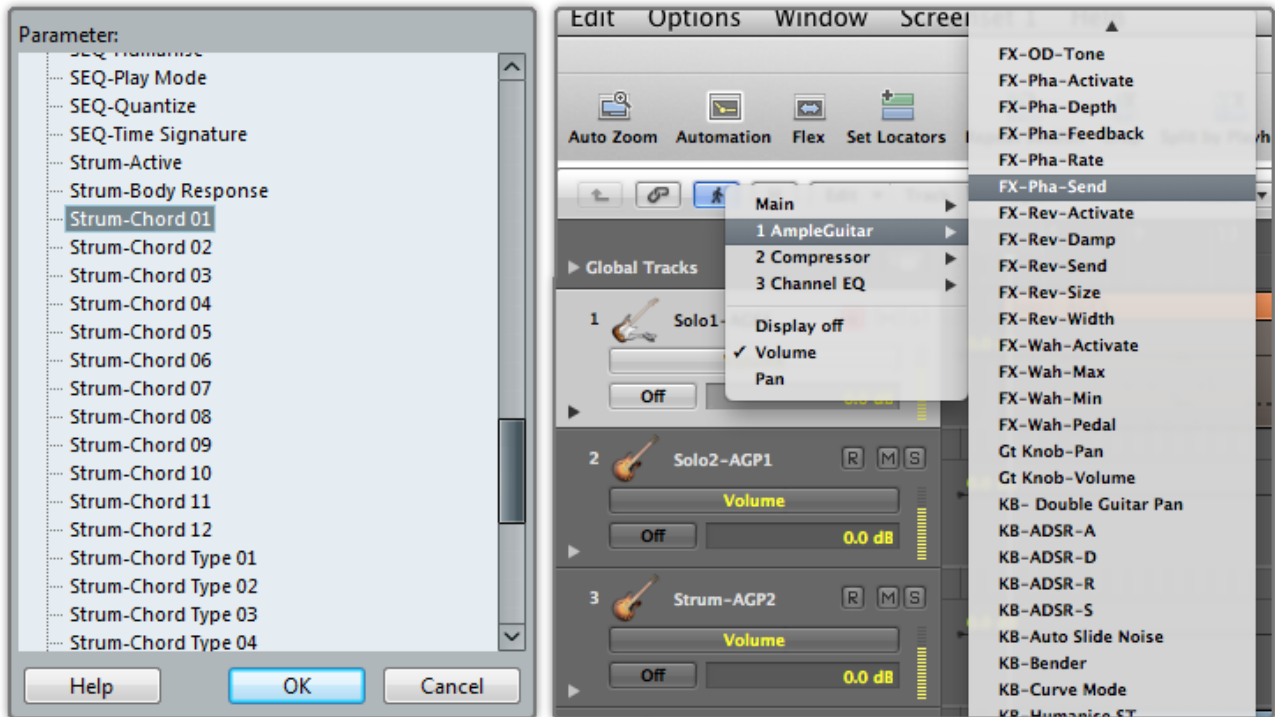 Parameter:
SEQ-Humanise
SEQ-Play Mode
SEQ-Quantize
SEQ-Time Signature
Strum-Active
Strum-Body Response
Strum-Chord 01
Strum-Chord 02
Strum-Chord 03
Strum-Chord 04
Strum-Chord 05
Strum-Chord 06
Strum-Chord 07
Strum-Chord 08
Strum-Chord 09
Strum-Chord 10
Strum-Chord 11
Strum-Chord 12
Strum-Chord Type 01
Strum-Chord Type 02
Strum-Chord Type 03
Strum-Chord Type 04
Help OK Cancel
Edit Options Window Screenset 1 Help
Auto Zoom Automation Flex Set Locators
Global Tracks
1 Solo1-
Off
2 Solo2-AGP1 R M S
Volume
Off 0.0 dB
3 Strum-AGP2 R M S
Volume
Off 0.0 dB
Main
1 AmpleGuitar
2 Compressor
3 Channel EQ
Display off
✓ Volume
Pan
FX-OD-Tone
FX-Pha-Activate
FX-Pha-Depth
FX-Pha-Feedback
FX-Pha-Rate
FX-Pha-Send
FX-Rev-Activate
FX-Rev-Damp
FX-Rev-Send
FX-Rev-Size
FX-Rev-Width
FX-Wah-Activate
FX-Wah-Max
FX-Wah-Min
FX-Wah-Pedal
Gt Knob-Pan
Gt Knob-Volume
KB- Double Guitar Pan
KB-ADSR-A
KB-ADSR-D
KB-ADSR-R
KB-ADSR-S
KB-Auto Slide Noise
KB-Bender
KB-Curve Mode
KB-Humanise ST